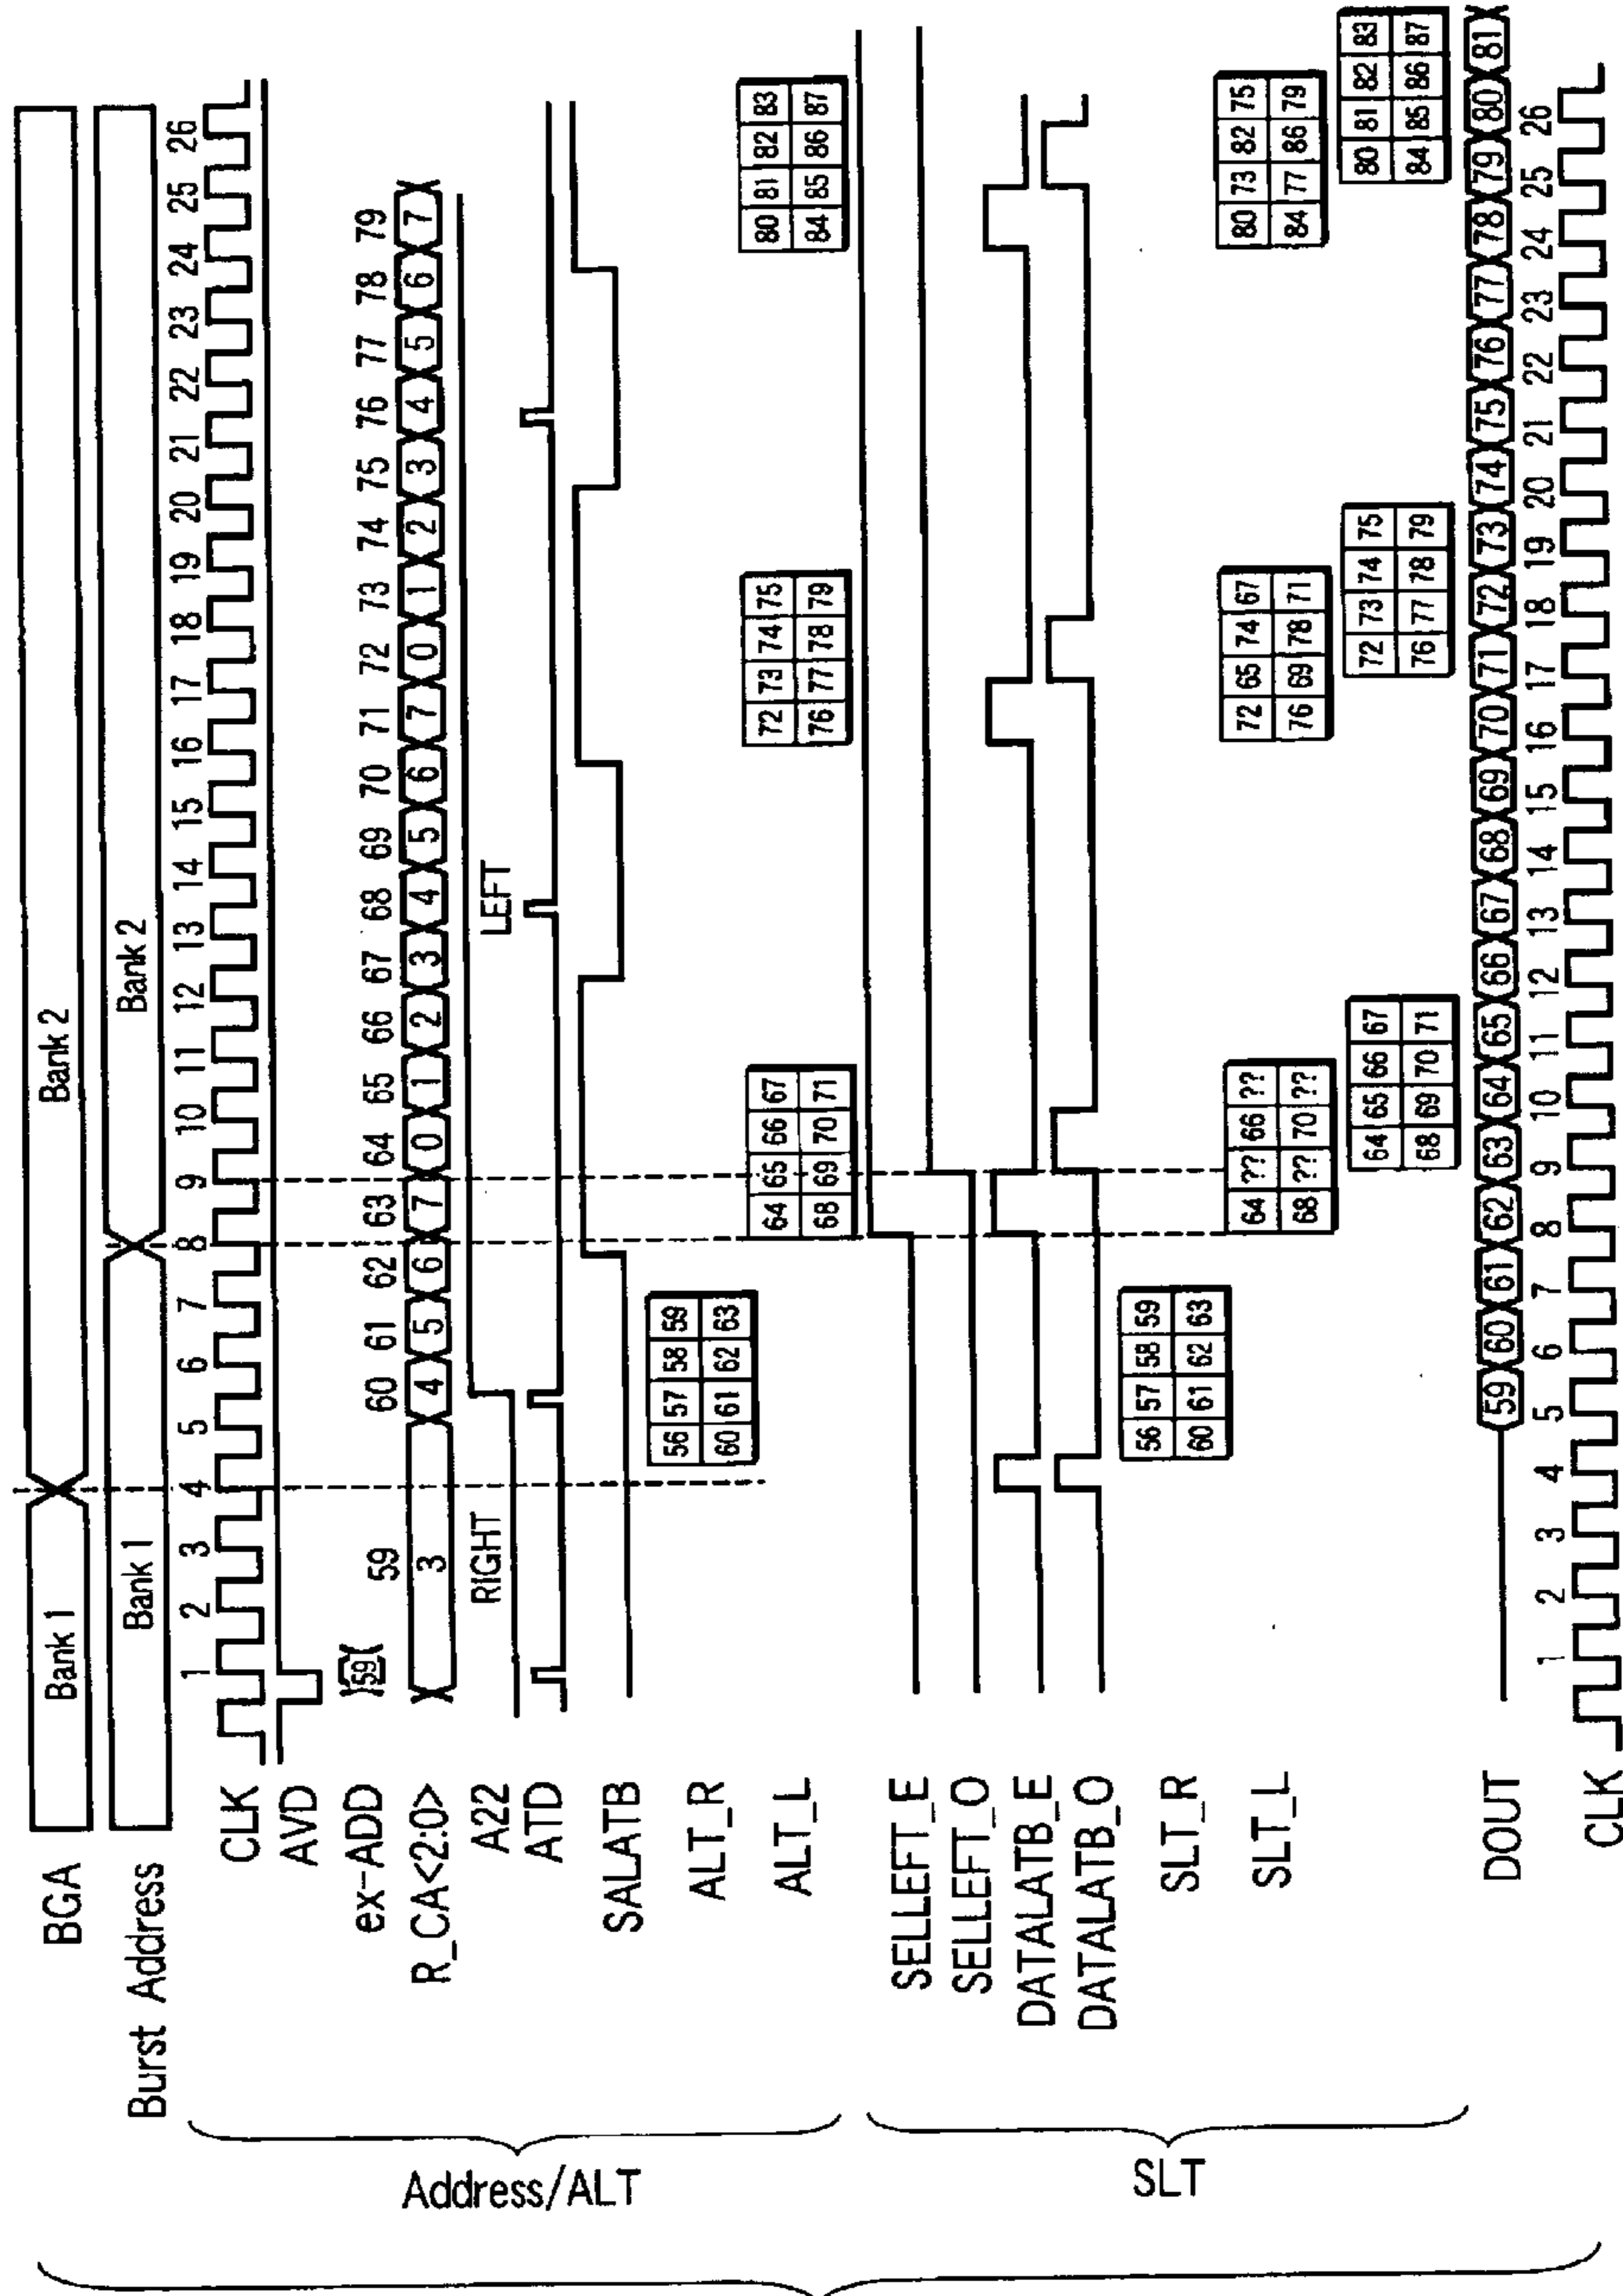 BGA Bank 1 Bank 2
Burst Address Bank 1 Bank 2
CLK 1 2 3 4 5 6 7 8 9 10 11 12 13 14 15 16 17 18 19 20 21 22 23 24 25 26
AVD
ex-ADD 59 59 60 61 62 63 64 65 66 67 68 69 70 71 72 73 74 75 76 77 78 79
R_CA<2:0> 3 4 5 6 7 0 1 2 3 4 5 6 7 0 1 2 3 4 5 6 7
A22 RIGHT LEFT
ATD
SALATB
ALT_R
56 57 58 59
60 61 62 63
ALT_L
64 65 66 67 72 73 74 75 80 81 82 83
68 69 70 71 76 77 78 79 84 85 86 87
Address/ALT
SELLEFT_E
SELLEFT_O
DATALATB_E
DATALATB_O
SLT_R
56 57 58 59
60 61 62 63
SLT_L
64 ?? 66 ?? 72 65 74 67 80 73 82 75
68 ?? 70 ?? 76 69 78 71 84 77 86 79
64 65 66 67 72 73 74 75 80 81 82 83
68 69 70 71 76 77 78 79 84 85 86 87
SLT
DOUT 59 60 61 62 63 64 65 66 67 68 69 70 71 72 73 74 75 76 77 78 79 80 81
CLK 1 2 3 4 5 6 7 8 9 10 11 12 13 14 15 16 17 18 19 20 21 22 23 24 25 26